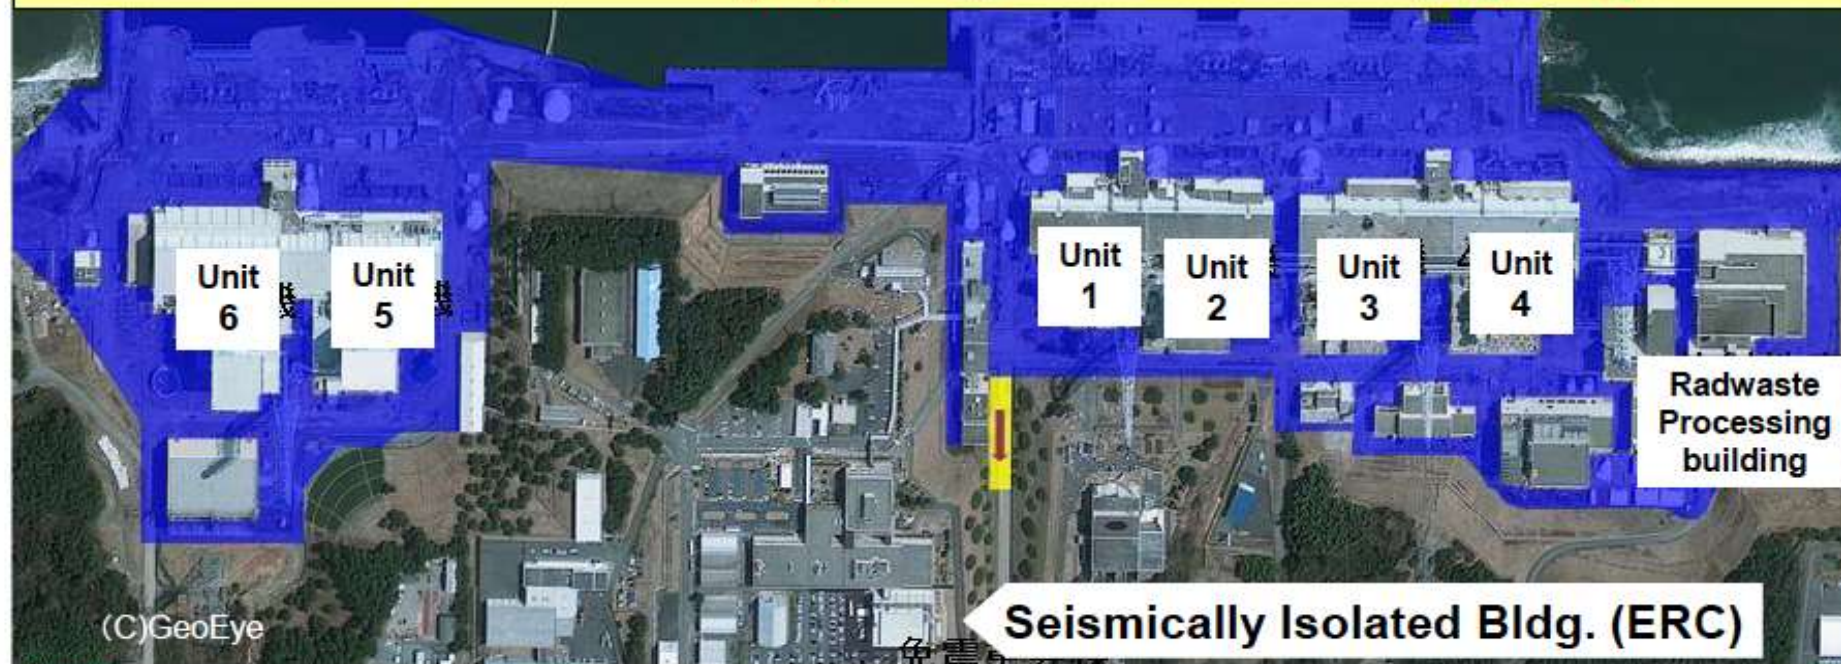 Unit
6
Unit
5
Unit
1
Unit
2
Unit
3
Unit
4
Radwaste
Processing
building
Seismically Isolated Bldg. (ERC)
(C)GeoEye